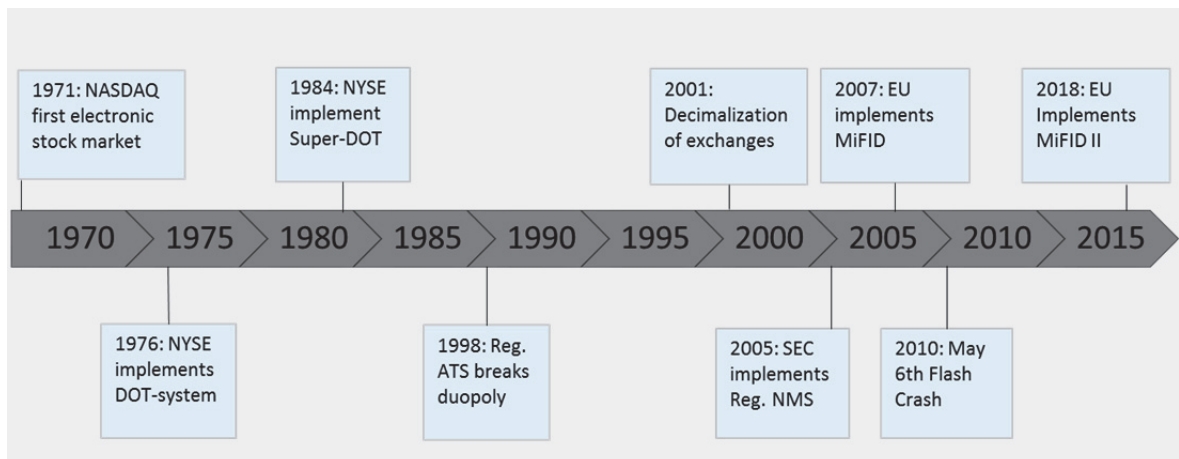 1971: NASDAQ
first electronic
stock market
1984: NYSE
implement
Super-DOT
2001:
Decimalization
of exchanges
2007: EU
implements
MiFID
2018: EU
Implements
MiFID II
1970 1975 1980 1985 1990 1995 2000 2005 2010 2015
1976: NYSE
implements
DOT-system
1998: Reg.
ATS breaks
duopoly
2005: SEC
implements
Reg. NMS
2010: May
6th Flash
Crash